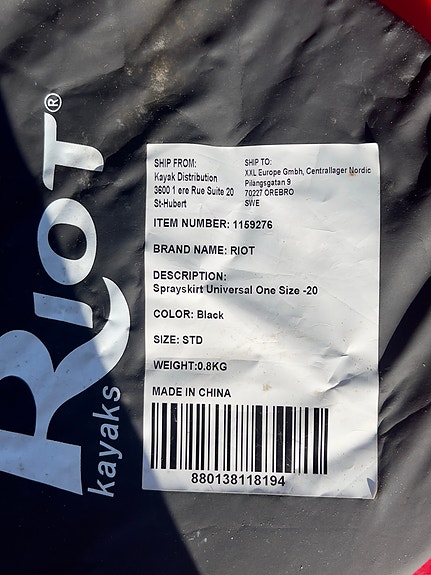 RIOT®
kayaks
SHIP FROM:
Kayak Distribution
3600 1 ere Rue Suite 20
St-Hubert
SHIP TO:
XXL Europe Gmbh, Centrallager Nordic
Pilängsgatan 9
70227 ÖREBRO
SWE
ITEM NUMBER: 1159276
BRAND NAME: RIOT
DESCRIPTION:
Sprayskirt Universal One Size -20
COLOR: Black
SIZE: STD
WEIGHT:0.8KG
MADE IN CHINA
880138118194